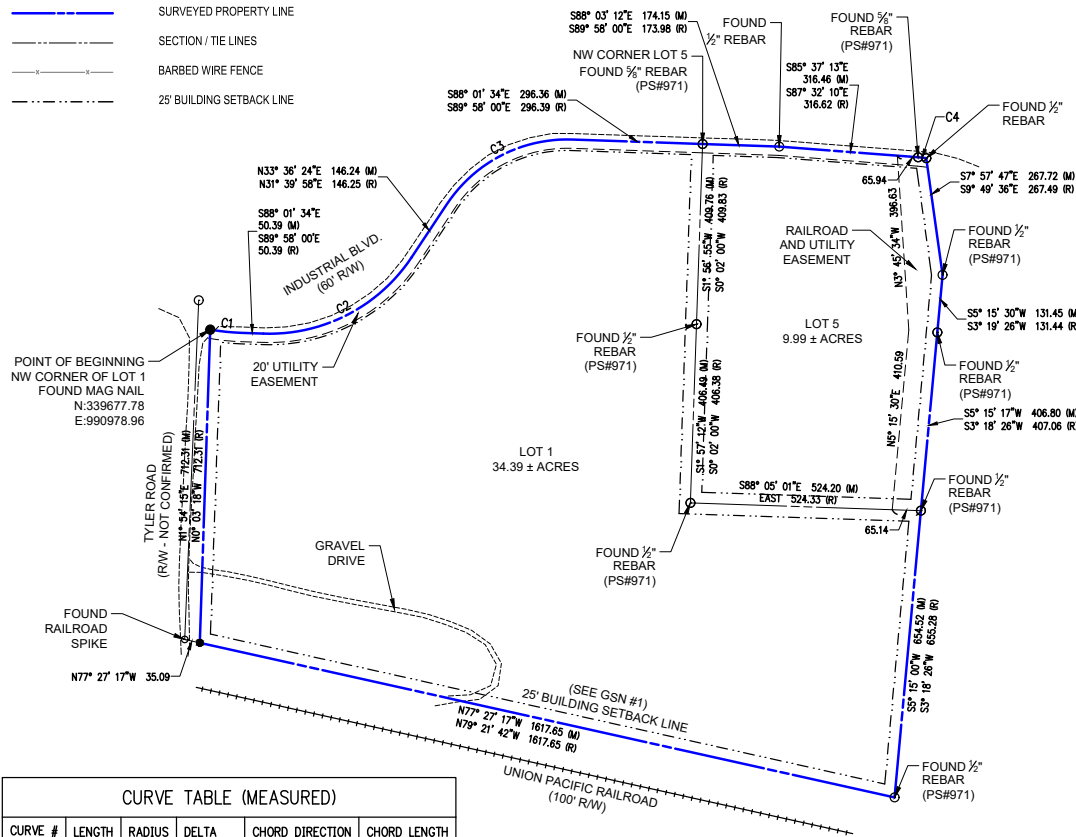 SURVEYED PROPERTY LINE
SECTION / TIE LINES
BARBED WIRE FENCE
25' BUILDING SETBACK LINE
S88° 03' 12"E 174.15 (M)
S89° 58' 00"E 173.98 (R)
FOUND
½" REBAR
FOUND ⅝"
REBAR
(PS#971)
NW CORNER LOT 5
FOUND ⅝" REBAR
(PS#971)
S85° 37' 13"E
316.46 (M)
S87° 32' 10"E
316.62 (R)
S88° 01' 34"E 296.36 (M)
S89° 58' 00"E 296.39 (R)
C4
FOUND ½"
REBAR
C3
N33° 36' 24"E 146.24 (M)
N31° 39' 58"E 146.25 (R)
65.94
S7° 57' 47"E 267.72 (M)
S9° 49' 36"E 267.49 (R)
S88° 01' 34"E
50.39 (M)
S89° 58' 00"E
50.39 (R)
INDUSTRIAL BLVD.
(60' R/W)
S1° 56' 55"W 409.76 (M)
S0° 02' 00"W 409.83 (R)
N3° 45' 34"W 396.63
RAILROAD
AND UTILITY
EASEMENT
FOUND ½"
REBAR
(PS#971)
C1
C2
S5° 15' 30"W 131.45 (M
S3° 19' 26"W 131.44 (R)
LOT 5
9.99 ± ACRES
FOUND ½"
REBAR
(PS#971)
POINT OF BEGINNING
NW CORNER OF LOT 1
FOUND MAG NAIL
N:339677.78
E:990978.96
20' UTILITY
EASEMENT
FOUND ½"
REBAR
(PS#971)
N5° 15' 30"E 410.59
S5° 15' 17"W 406.80 (M)
S3° 18' 26"W 407.06 (R)
S1° 57' 12"W 406.49 (M)
S0° 02' 00"W 406.38 (R)
TYLER ROAD
(R/W - NOT CONFIRMED)
N1° 54' 15"E 712.31 (M)
N0° 03' 18"W 712.31 (R)
LOT 1
34.39 ± ACRES
S88° 05' 01"E 524.20 (M)
EAST 524.33 (R)
FOUND ½"
REBAR
(PS#971)
65.14
GRAVEL
DRIVE
FOUND ½"
REBAR
(PS#971)
FOUND
RAILROAD
SPIKE
N77° 27' 17"W 35.09
S5° 15' 00"W 654.52 (M)
S3° 18' 26"W 655.28 (R)
(SEE GSN #1)
25' BUILDING SETBACK LINE
N77° 27' 17"W 1617.65 (M)
N79° 21' 42"W 1617.65 (R)
UNION PACIFIC RAILROAD
(100' R/W)
FOUND ½"
REBAR
(PS#971)
CURVE TABLE (MEASURED)
CURVE # LENGTH RADIUS DELTA CHORD DIRECTION CHORD LENGTH